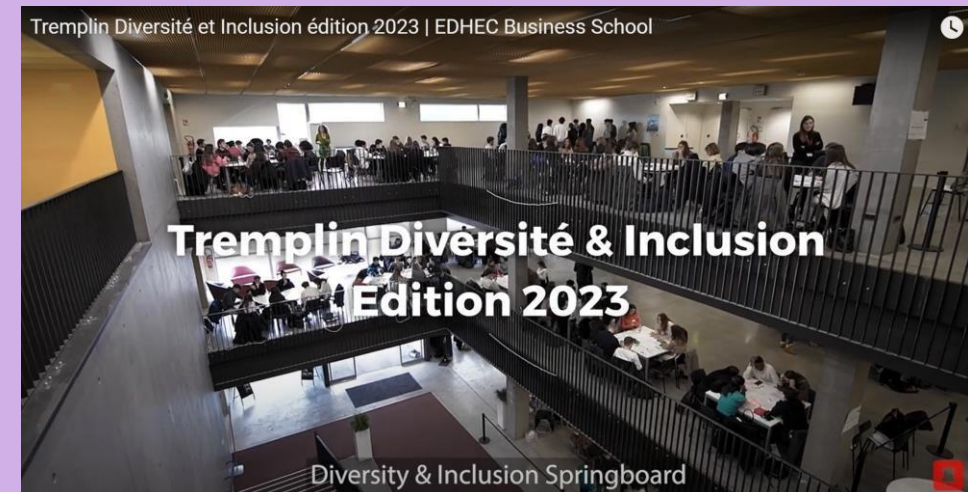 Tremplin Diversité et Inclusion édition 2023 | EDHEC Business School
Tremplin Diversité & Inclusion
Edition 2023
Diversity & Inclusion Springboard